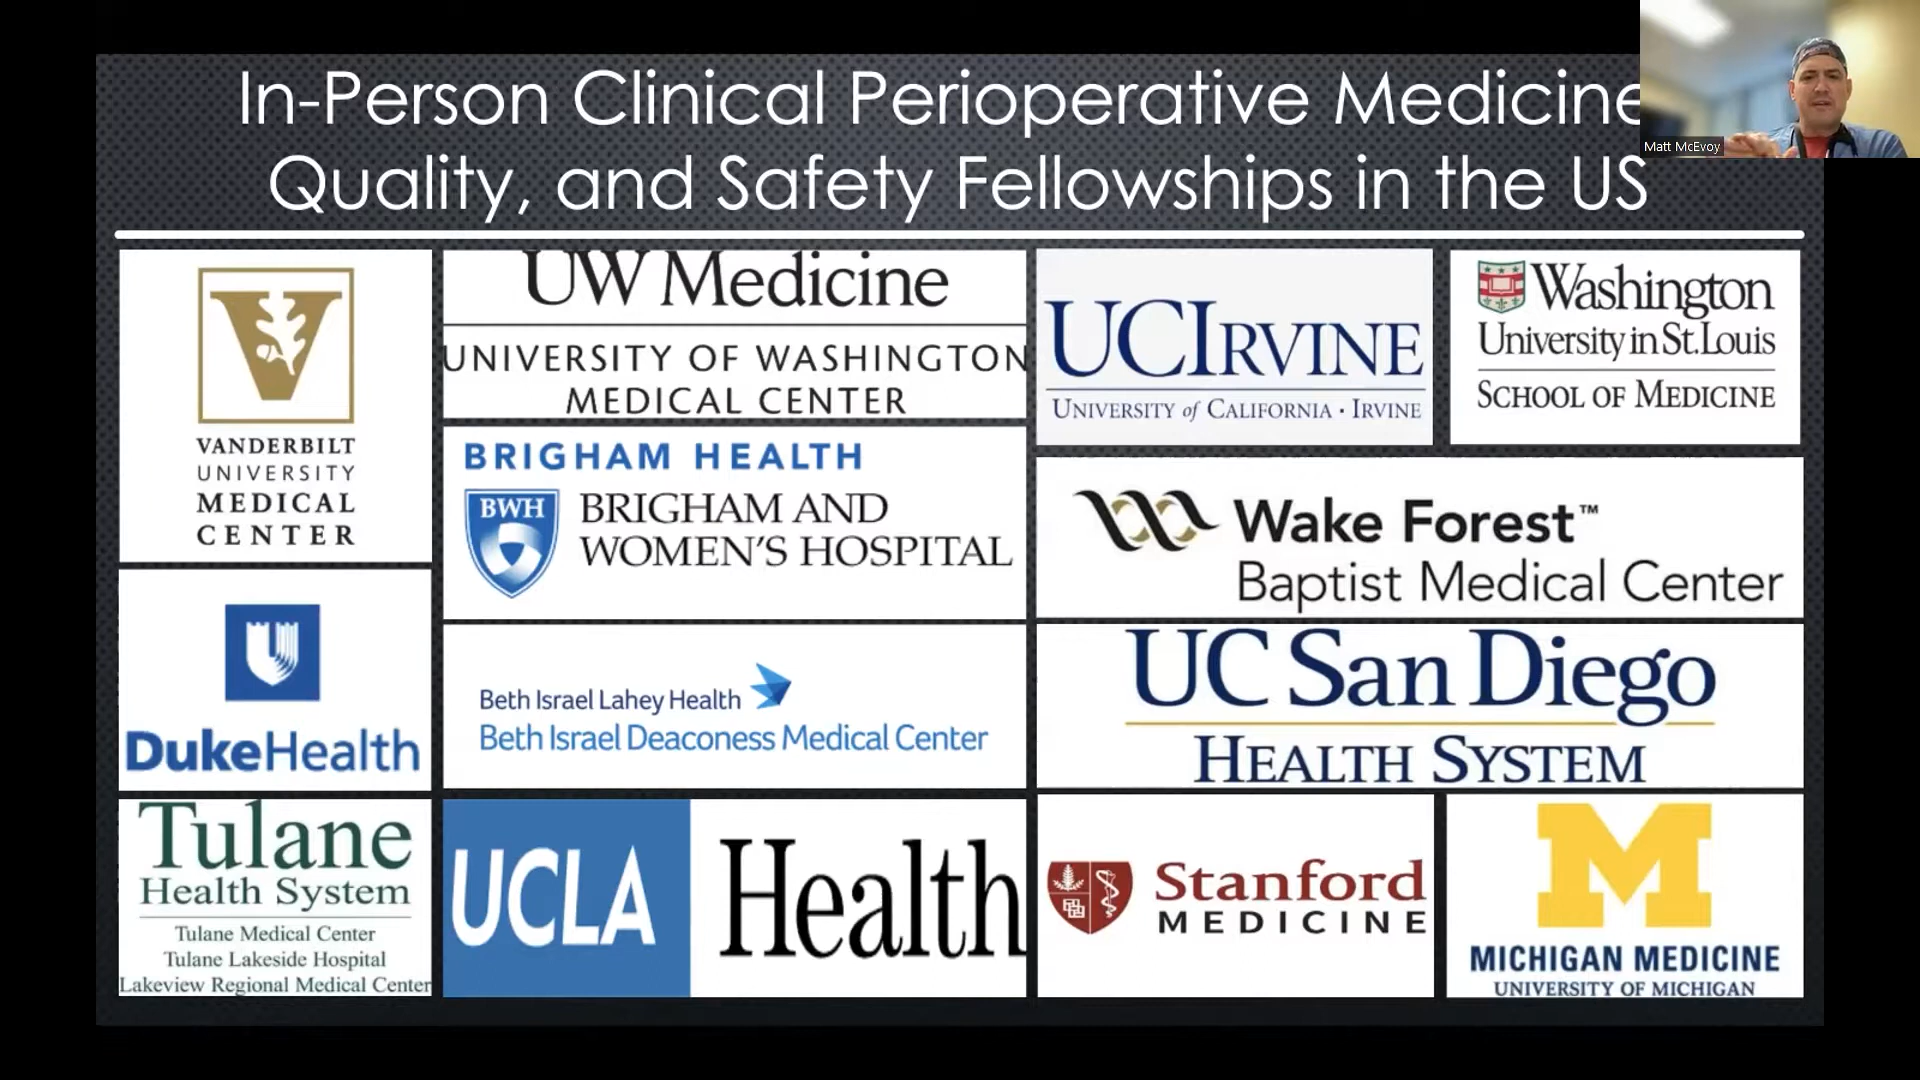 In-Person Clinical Perioperative Medicine
Quality, and Safety Fellowships in the US
Matt McEvoy
V
VANDERBILT
UNIVERSITY
MEDICAL
CENTER
UW Medicine
UNIVERSITY OF WASHINGTON
MEDICAL CENTER
UCIRVINE
UNIVERSITY of CALIFORNIA · IRVINE
Washington
University in St.Louis
SCHOOL OF MEDICINE
BRIGHAM HEALTH
BWH
BRIGHAM AND
WOMEN'S HOSPITAL
Wake Forest™
Baptist Medical Center
DukeHealth
Beth Israel Lahey Health
Beth Israel Deaconess Medical Center
UC San Diego
HEALTH SYSTEM
Tulane
Health System
Tulane Medical Center
Tulane Lakeside Hospital
Lakeview Regional Medical Center
UCLA Health
Stanford
MEDICINE
M
MICHIGAN MEDICINE
UNIVERSITY OF MICHIGAN